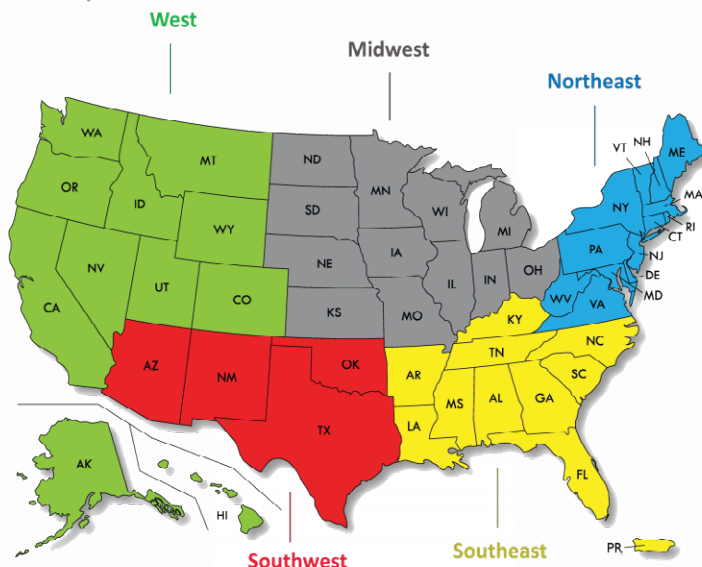 West
Midwest
Northeast
WA
MT
ND
MN
VT
NH
ME
OR
ID
SD
WI
MI
NY
MA
RI
CT
WY
IA
PA
NJ
NE
OH
DE
NV
UT
CO
IL
IN
WV
VA
MD
CA
KS
MO
KY
NC
AZ
NM
OK
AR
TN
SC
TX
LA
MS
AL
GA
AK
HI
FL
PR
Southwest
Southeast